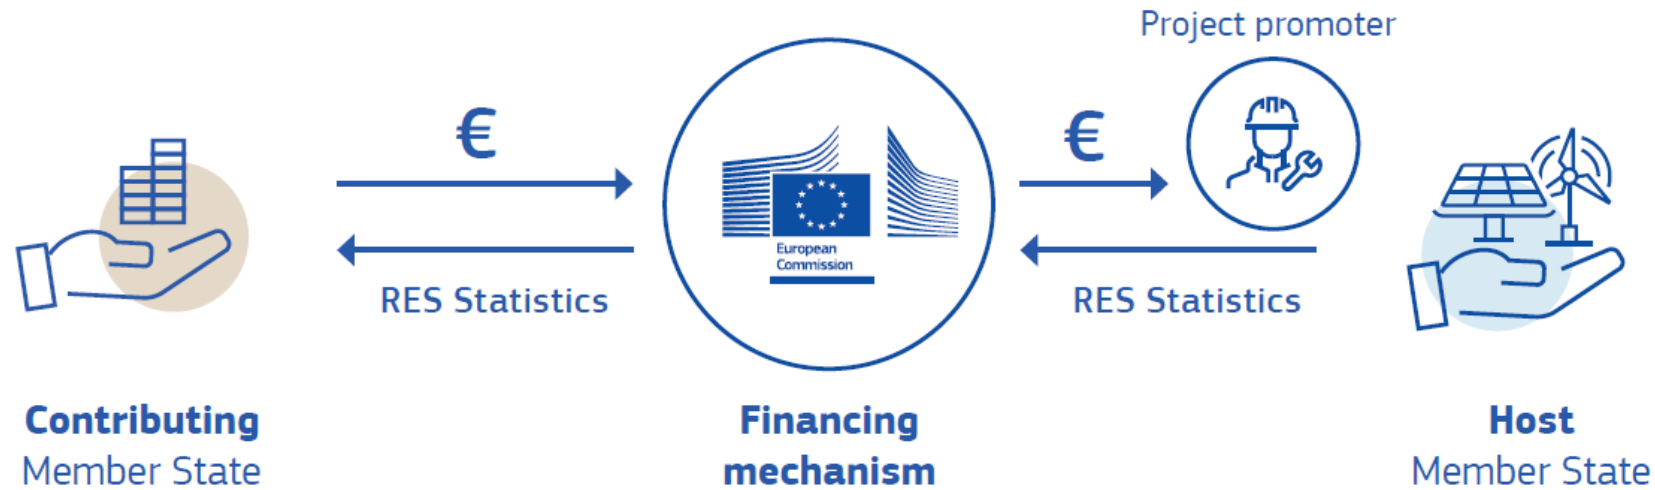 Project promoter
€
€
European
Commission
RES Statistics
RES Statistics
Contributing
Member State
Financing
mechanism
Host
Member State